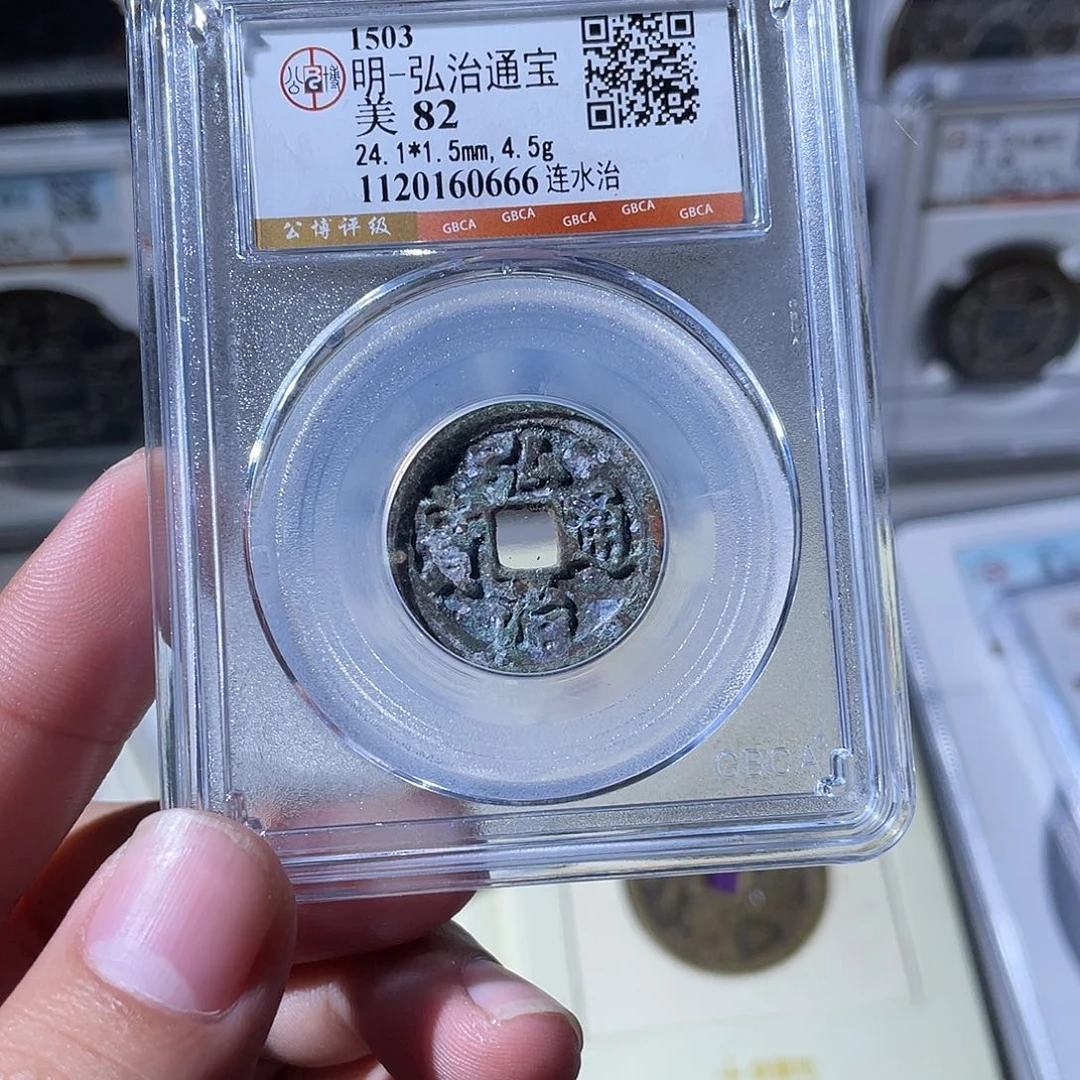 1503
明-弘治通宝
美 82
24.1*1.5mm, 4.5g
1120160666 连水治
公博评级 GBCA GBCA GBCA GBCA GBCA
弘
寳 通
治
GBCA